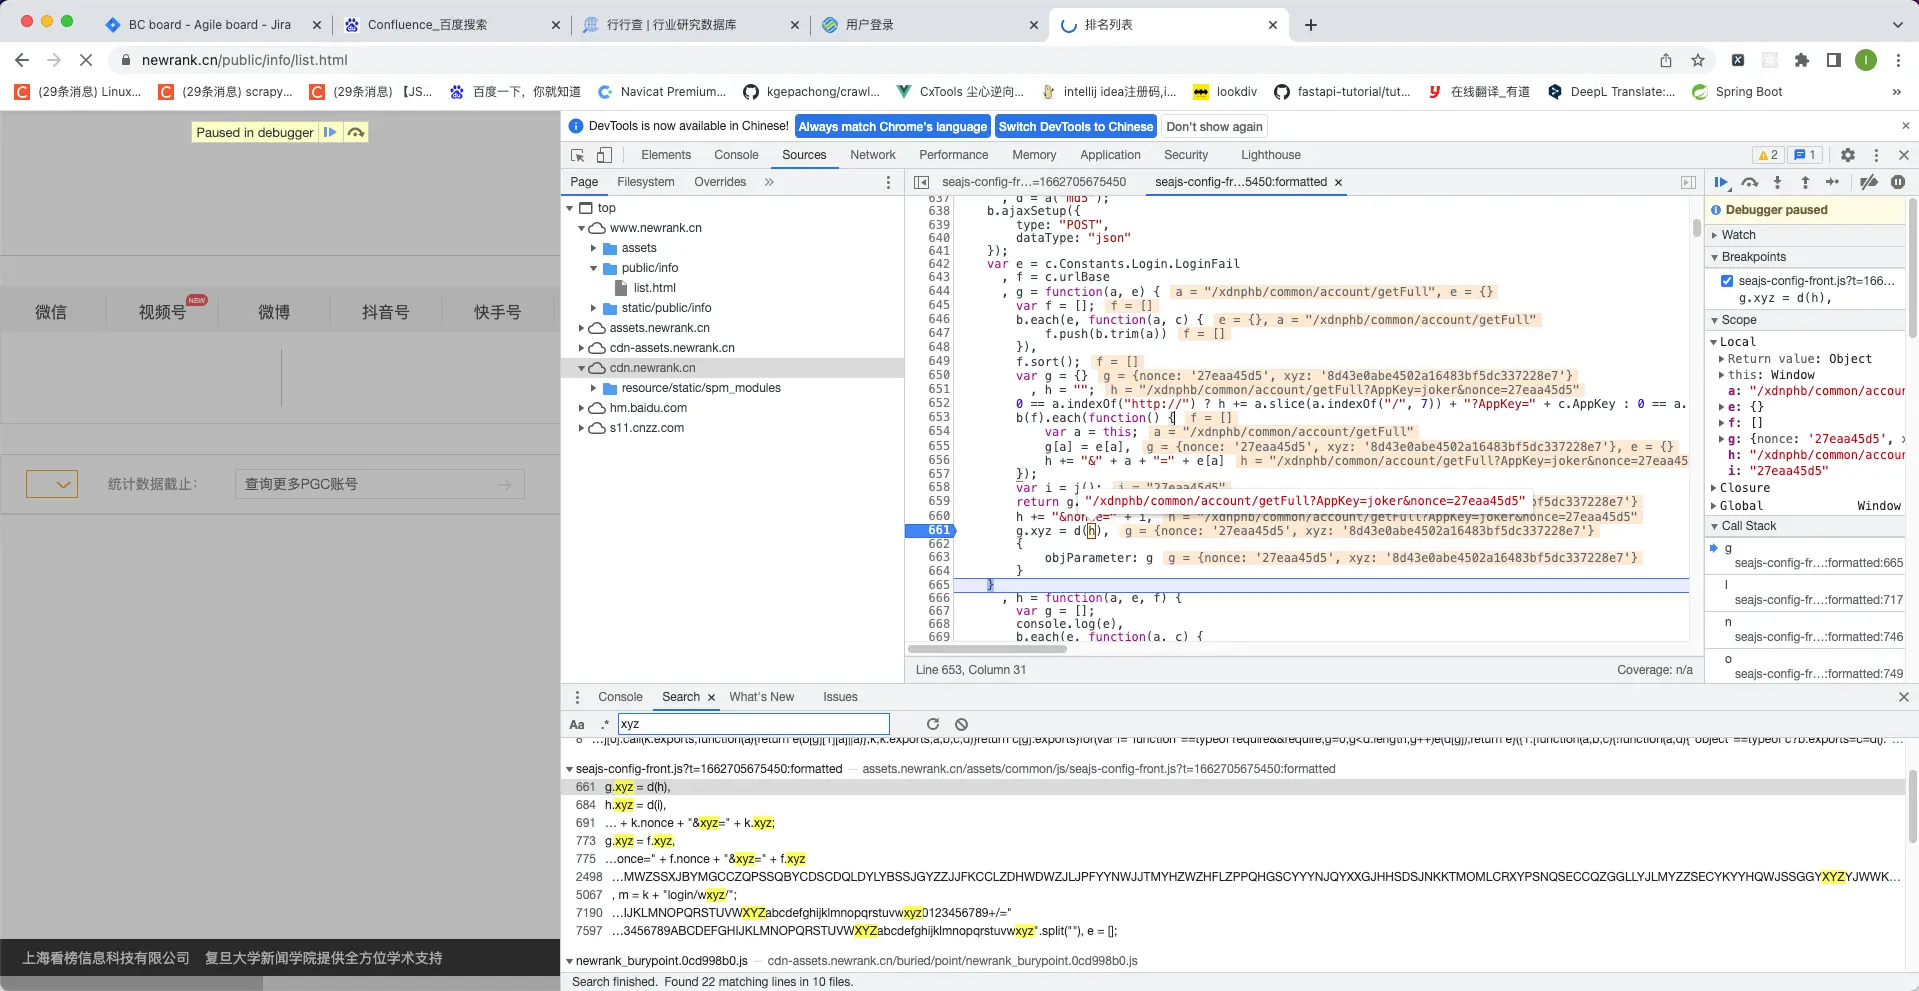 BC board - Agile board - Jira
Confluence_百度搜索
行行查 | 行业研究数据库
用户登录
排名列表
newrank.cn/public/info/list.html
I
(29条消息) Linux...
(29条消息) scrapy...
(29条消息) 【JS...
百度一下，你就知道
Navicat Premium...
kgepachong/crawl...
CxTools 尘心逆向...
intellij idea注册码,i...
lookdiv
fastapi-tutorial/tut...
在线翻译_有道
DeepL Translate:...
Spring Boot
»
Paused in debugger
微信
视频号
NEW
微博
抖音号
快手号
统计数据截止：
查询更多PGC账号
上海看榜信息科技有限公司 复旦大学新闻学院提供全方位学术支持
DevTools is now available in Chinese!
Always match Chrome's language
Switch DevTools to Chinese
Don't show again
Elements
Console
Sources
Network
Performance
Memory
Application
Security
Lighthouse
2
1
Page
Filesystem
Overrides
»
seajs-config-fr...=1662705675450
seajs-config-fr...5450:formatted
top
www.newrank.cn
assets
public/info
list.html
static/public/info
assets.newrank.cn
cdn-assets.newrank.cn
cdn.newrank.cn
resource/static/spm_modules
hm.baidu.com
s11.cnzz.com
637 , d = a("md5");
638 b.ajaxSetup({
639 type: "POST",
640 dataType: "json"
641 });
642 var e = c.Constants.Login.LoginFail
643 , f = c.urlBase
644 , g = function(a, e) { a = "/xdnphb/common/account/getFull", e = {}
645 var f = []; f = []
646 b.each(e, function(a, c) { e = {}, a = "/xdnphb/common/account/getFull"
647 f.push(b.trim(a)) f = []
648 }),
649 f.sort(); f = []
650 var g = {} g = {nonce: '27eaa45d5', xyz: '8d43e0abe4502a16483bf5dc337228e7'}
651 , h = ""; h = "/xdnphb/common/account/getFull?AppKey=joker&nonce=27eaa45d5"
652 0 == a.indexOf("http://") ? h += a.slice(a.indexOf("/", 7)) + "?AppKey=" + c.AppKey : 0 == a.
653 b(f).each(function() { f = []
654 var a = this; a = "/xdnphb/common/account/getFull"
655 g[a] = e[a], g = {nonce: '27eaa45d5', xyz: '8d43e0abe4502a16483bf5dc337228e7'}, e = {}
656 h += "&" + a + "=" + e[a] h = "/xdnphb/common/account/getFull?AppKey=joker&nonce=27eaa45
657 });
658 var i = j(); i = "27eaa45d5"
659 return g. "/xdnphb/common/account/getFull?AppKey=joker&nonce=27eaa45d5" bf5dc337228e7'}
660 h += "&nonce=" + i, h = "/xdnphb/common/account/getFull?AppKey=joker&nonce=27eaa45d5"
661 g.xyz = d(h), g = {nonce: '27eaa45d5', xyz: '8d43e0abe4502a16483bf5dc337228e7'}
662 {
663 objParameter: g g = {nonce: '27eaa45d5', xyz: '8d43e0abe4502a16483bf5dc337228e7'}
664 }
665 }
666 , h = function(a, e, f) {
667 var g = [];
668 console.log(e),
669 b.each(e, function(a, c) {
Line 653, Column 31
Coverage: n/a
Debugger paused
Watch
Breakpoints
seajs-config-front.js?t=166...
g.xyz = d(h),
Scope
Local
Return value: Object
this: Window
a: "/xdnphb/common/accour
e: {}
f: []
g: {nonce: '27eaa45d5',
h: "/xdnphb/common/accour
i: "27eaa45d5"
Closure
Global Window
Call Stack
g
seajs-config-fr...:formatted:665
l
seajs-config-fr...:formatted:717
n
seajs-config-fr...:formatted:746
o
seajs-config-fr...:formatted:749
Console
Search
What's New
Issues
Aa
.*
xyz
seajs-config-front.js?t=1662705675450:formatted — assets.newrank.cn/assets/common/js/seajs-config-front.js?t=1662705675450:formatted
661 g.xyz = d(h),
684 h.xyz = d(i),
691 ... + k.nonce + "&xyz=" + k.xyz;
773 g.xyz = f.xyz,
775 ...once=" + f.nonce + "&xyz=" + f.xyz
2498 ...MWZSSXJBYMGCCZQPSSQBYCDSCDQLDYLYBSSJGYZZJJFKCCLZDHWDWZJLJPFYYNWJJTMYHZWZHFLZPPQHGSCYYYNJQYXXGJHHSDSJNKKTMOMLCRXYPSNQSECCQZGGLLYJLMYZZSECYKYYHQWJSSGGYXYZYJWWK...
5067 , m = k + "login/wxyz/";
7190 ...IJKLMNOPQRSTUVWXYZabcdefghijklmnopqrstuvwxyz0123456789+/="
7597 ...3456789ABCDEFGHIJKLMNOPQRSTUVWXYZabcdefghijklmnopqrstuvwxyz".split(""), e = [];
newrank_burypoint.0cd998b0.js — cdn-assets.newrank.cn/buried/point/newrank_burypoint.0cd998b0.js
Search finished. Found 22 matching lines in 10 files.